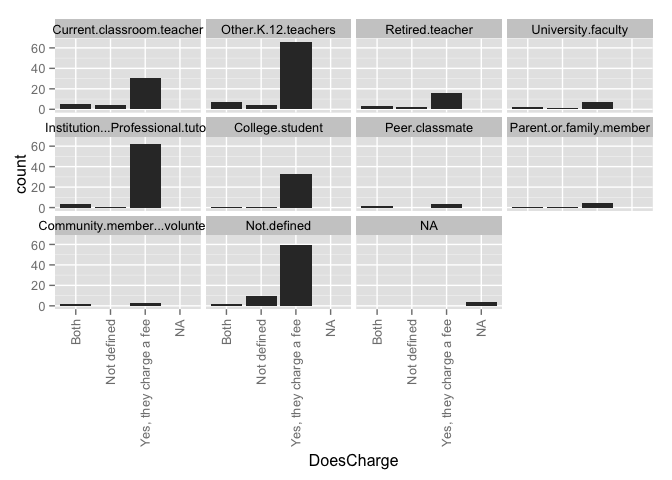 Current.classroom.teacher Other.K.12.teachers Retired.teacher University.faculty
60
40
20
0
Institution...Professional.tuto College.student Peer.classmate Parent.or.family.member
60
40
20
0
count
Community.member...volunte Not.defined NA
60
40
20
0
Both Not defined Yes, they charge a fee NA Both Not defined Yes, they charge a fee NA Both Not defined Yes, they charge a fee NA
DoesCharge